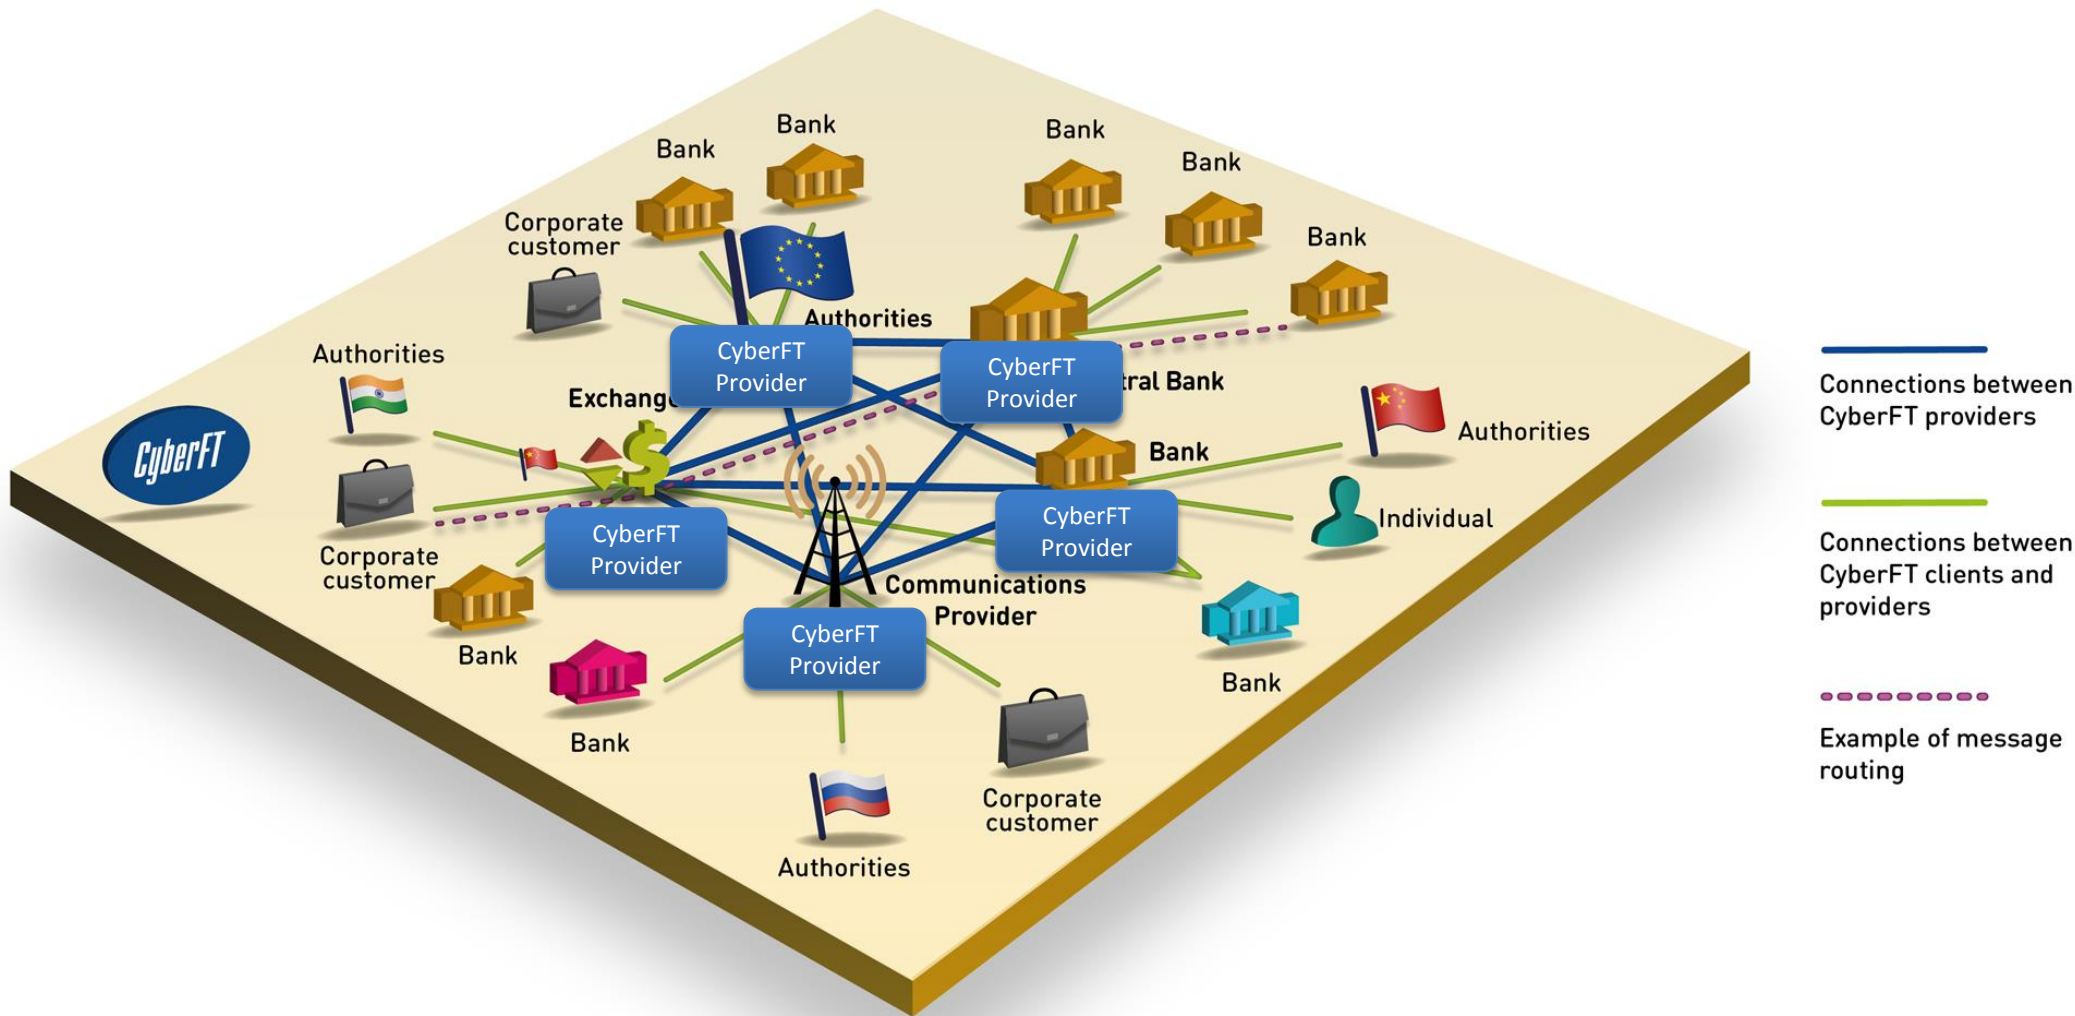 Bank
Bank
Bank
Bank
Bank
Corporate
customer
Authorities
CyberFT
Provider
CyberFT
Provider
tral Bank
Exchang
Authorities
CyberFT
Corporate
customer
Authorities
Bank
Individual
CyberFT
Provider
CyberFT
Provider
Communications
Provider
CyberFT
Provider
Bank
Bank
Bank
Corporate
customer
Authorities
Connections between
CyberFT providers
Connections between
CyberFT clients and
providers
Example of message
routing